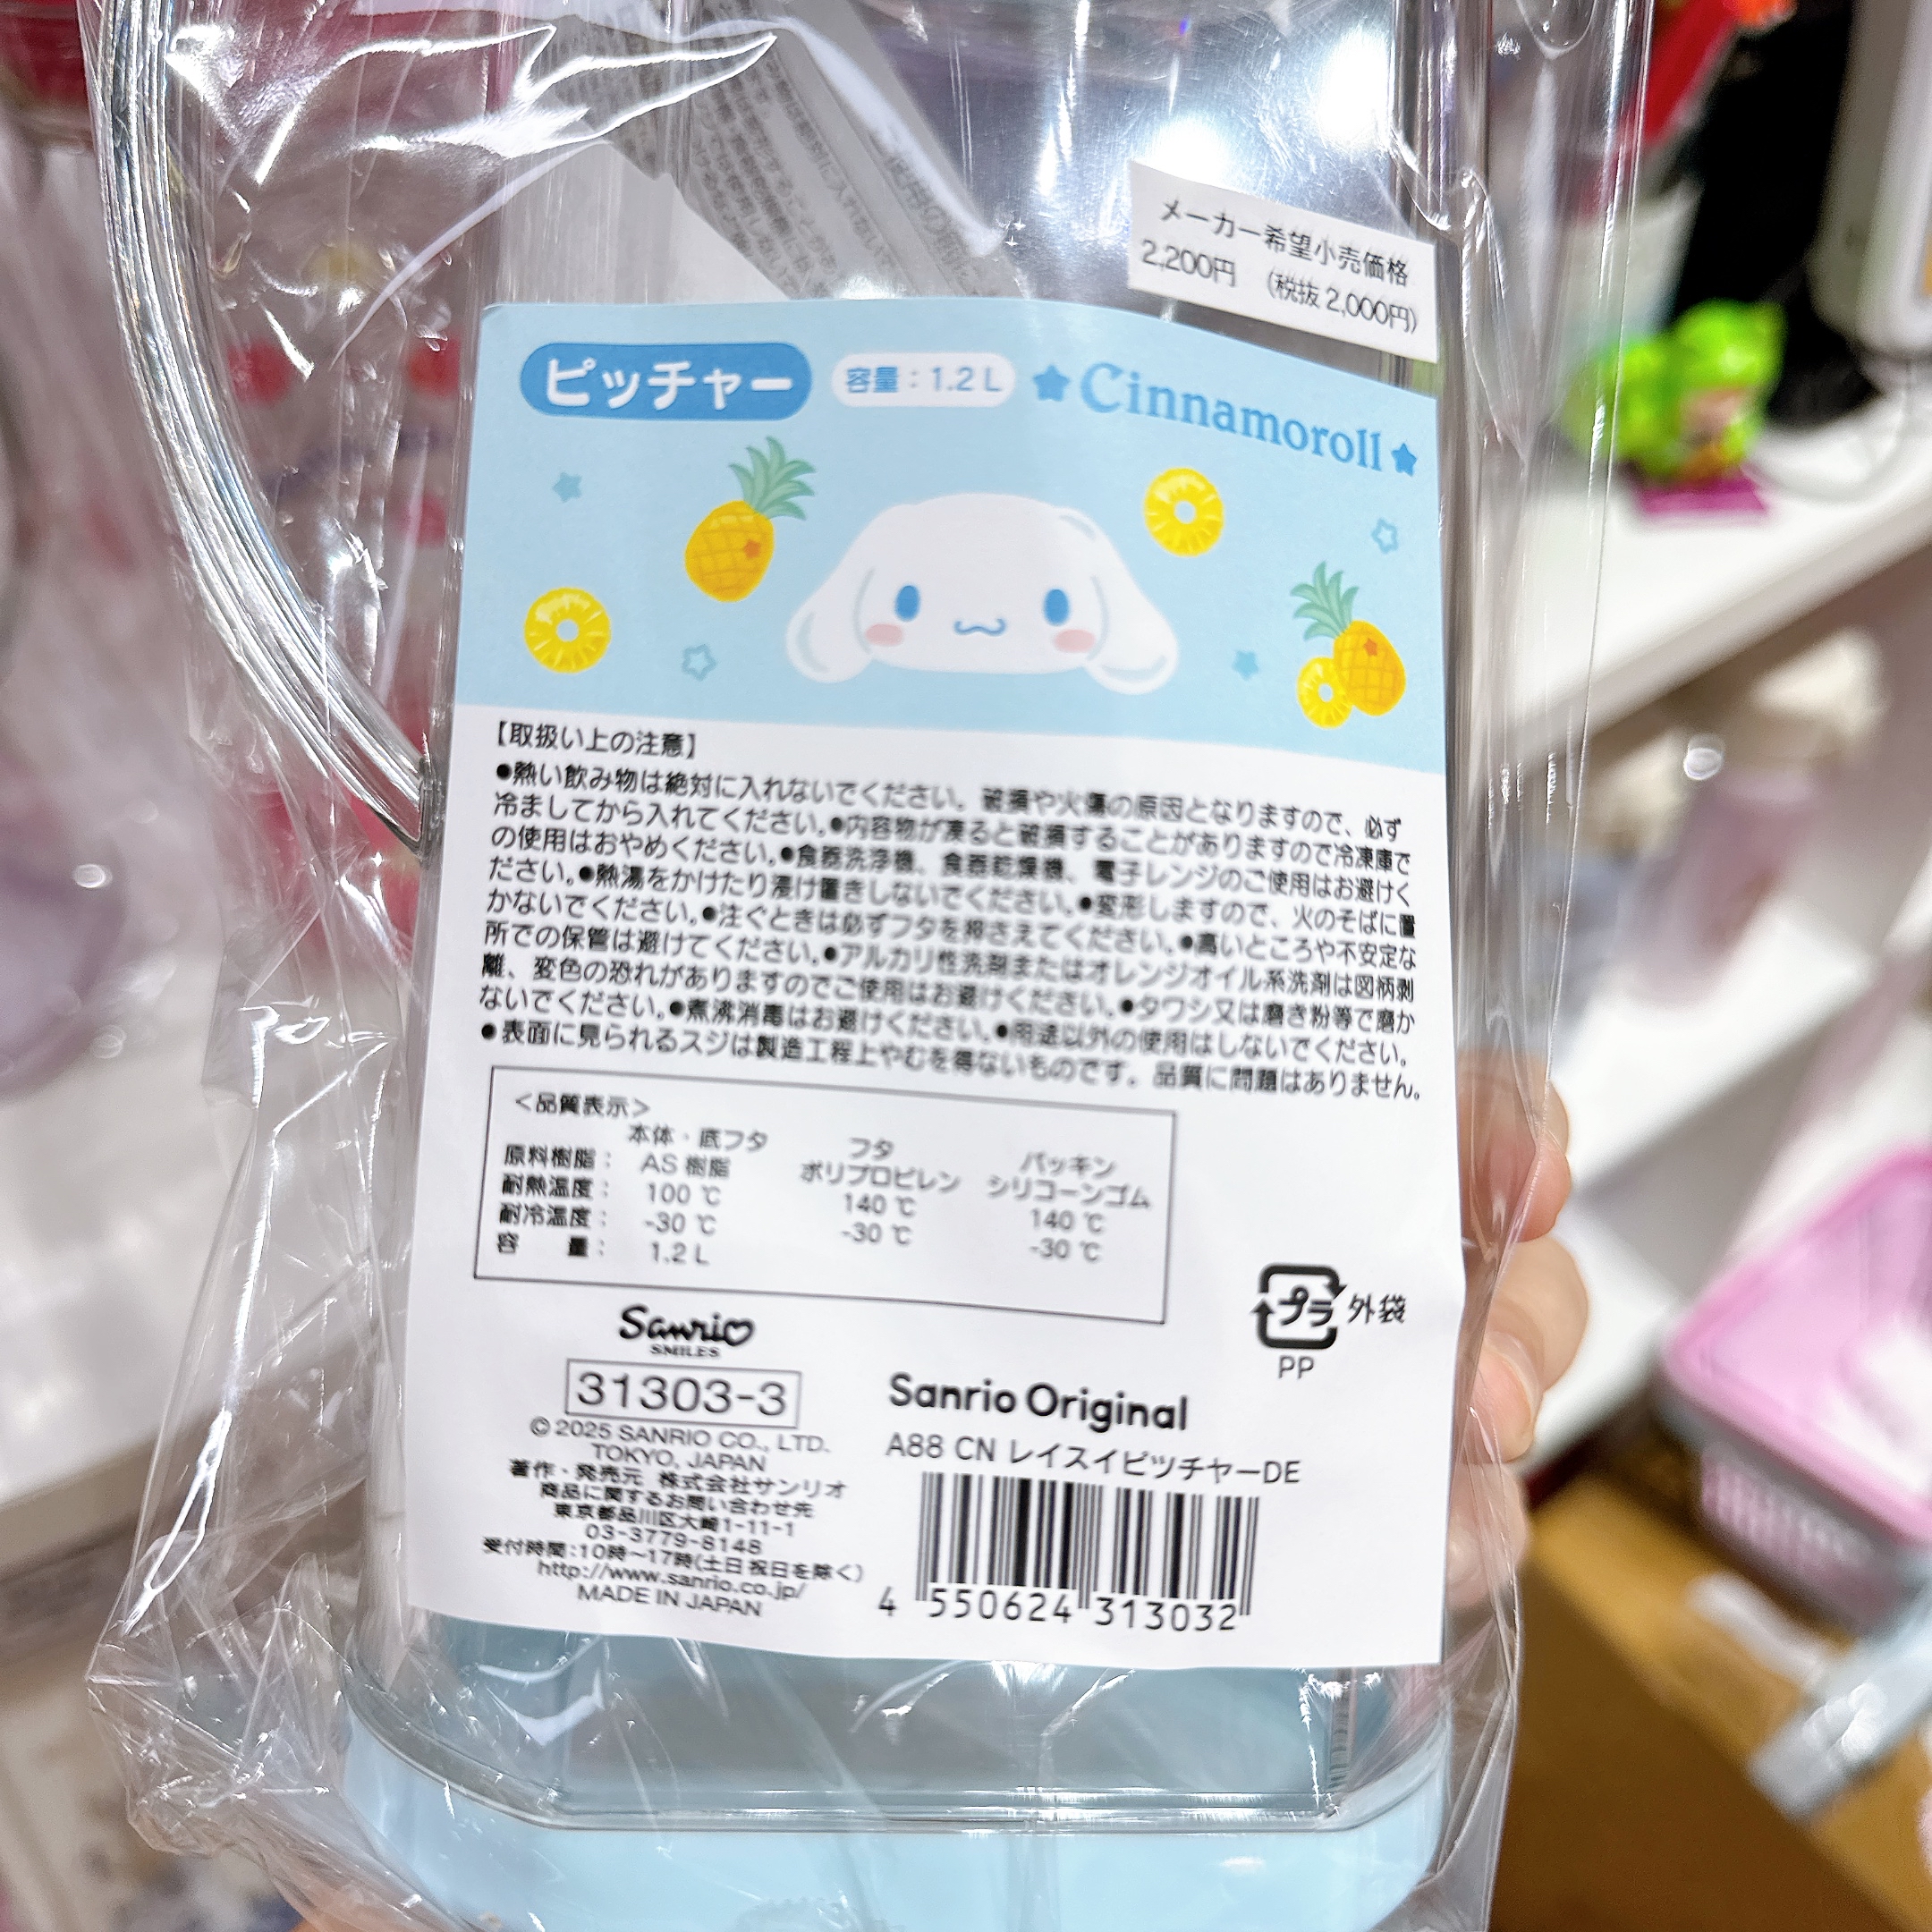 メーカー希望小売価格
2,200円 (税抜 2,000円)
ピッチャー 容量:1.2L ★Cinnamoroll★
【取扱い上の注意】
●熱い飲み物は絶対に入れないでください。破損や火傷の原因となりますので、必ず
冷ましてから入れてください。●内容物が凍ると破損することがありますので冷凍庫で
の使用はおやめください。●食器洗浄機、食器乾燥機、電子レンジのご使用はお避けく
ださい。●熱湯をかけたり浸け置きしないでください。●変形しますので、火のそばに置
かないでください。●注ぐときは必ずフタを押さえてください。●高いところや不安定な
所での保管は避けてください。●アルカリ性洗剤またはオレンジオイル系洗剤は図柄剥
離、変色の恐れがありますのでご使用はお避けください。●タワシ又は磨き粉等で磨か
ないでください。●煮沸消毒はお避けください。●用途以外の使用はしないでください。
●表面に見られるスジは製造工程上やむを得ないものです。品質に問題はありません。
＜品質表示＞
本体・底フタ フタ パッキン
原料樹脂： AS 樹脂 ポリプロピレン シリコーンゴム
耐熱温度： 100 ℃ 140 ℃ 140 ℃
耐冷温度： -30 ℃ -30 ℃ -30 ℃
容 量： 1.2 L
プラ 外袋
PP
Sanrio
SMILES
31303-3
© 2025 SANRIO CO., LTD.
TOKYO, JAPAN
著作・発売元 株式会社サンリオ
商品に関するお問い合わせ先
東京都品川区大崎1-11-1
03-3779-8148
受付時間:10時～17時(土日祝日を除く)
http://www.sanrio.co.jp/
MADE IN JAPAN
Sanrio Original
A88 CN レイスイピツチヤーDE
4 550624 313032